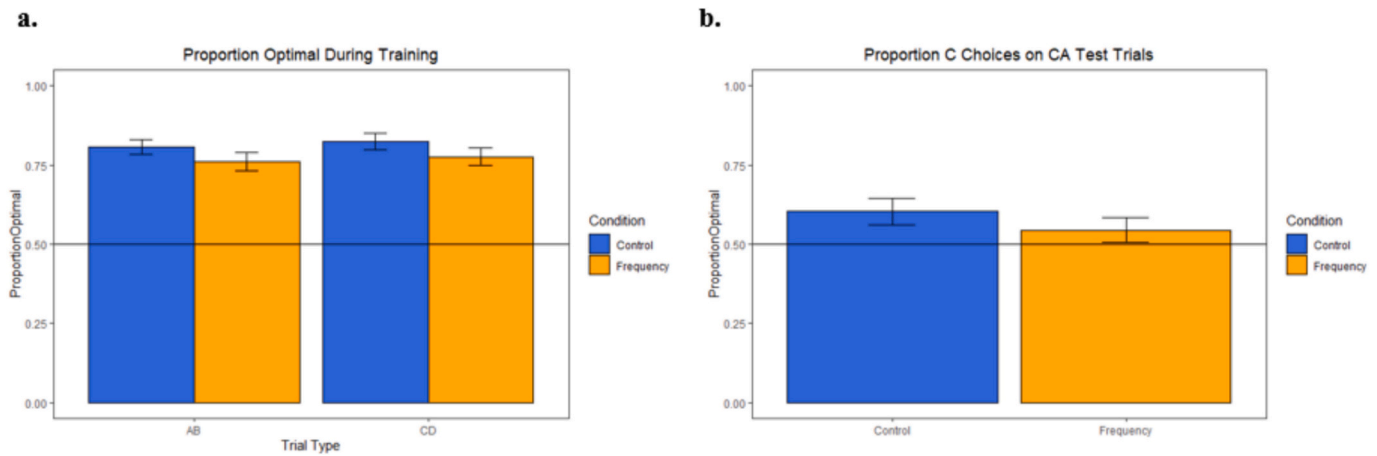 a.
Proportion Optimal During Training
ProportionOptimal
1.00
0.75
0.50
0.25
0.00
AB
CD
Trial Type
Condition
Control
Frequency
b.
Proportion C Choices on CA Test Trials
ProportionOptimal
1.00
0.75
0.50
0.25
0.00
Control
Frequency
Condition
Control
Frequency